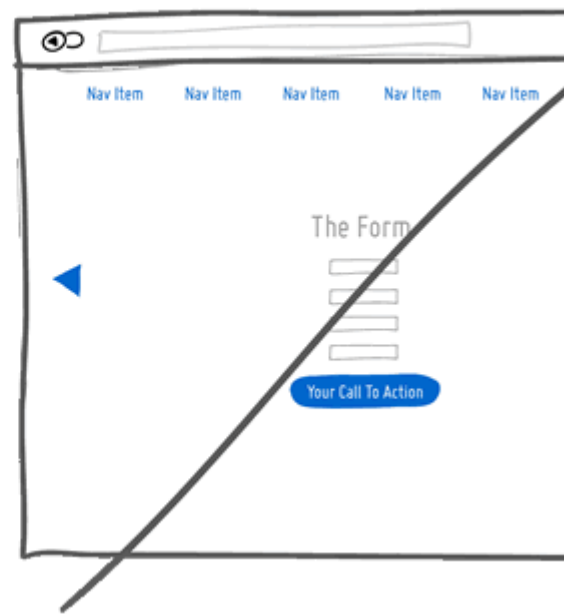 Nav Item Nav Item Nav Item Nav Item Nav Item
The Form
Your Call To Action